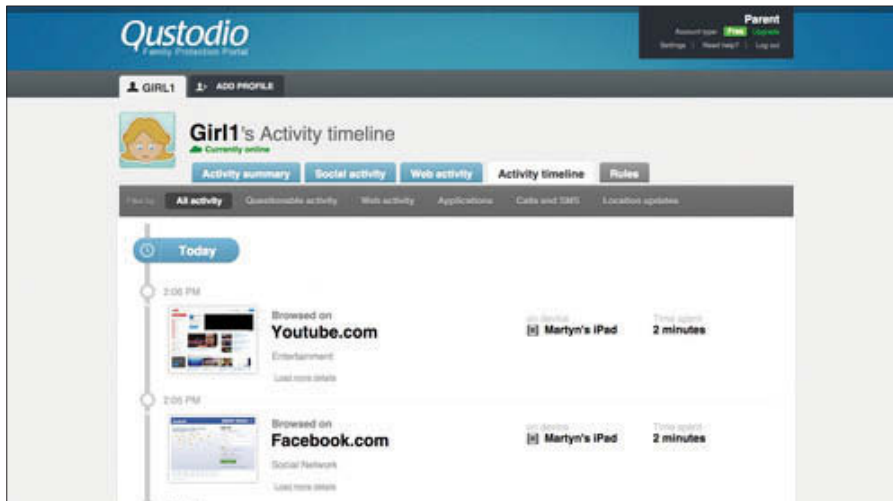 Qustodio
Family Protection Portal
Parent
Account type: Free Upgrade
Settings | Need help? | Log out
GIRL1
ADD PROFILE
Girl1's Activity timeline
Currently online
Activity summary
Social activity
Web activity
Activity timeline
Rules
Filter by:
All activity
Questionable activity
Web activity
Applications
Calls and SMS
Location updates
Today
2:06 PM
Browsed on
Youtube.com
Entertainment
Load more details
on device
Martyn's iPad
Time spent
2 minutes
2:05 PM
Browsed on
Facebook.com
Social Network
Load more details
on device
Martyn's iPad
Time spent
2 minutes